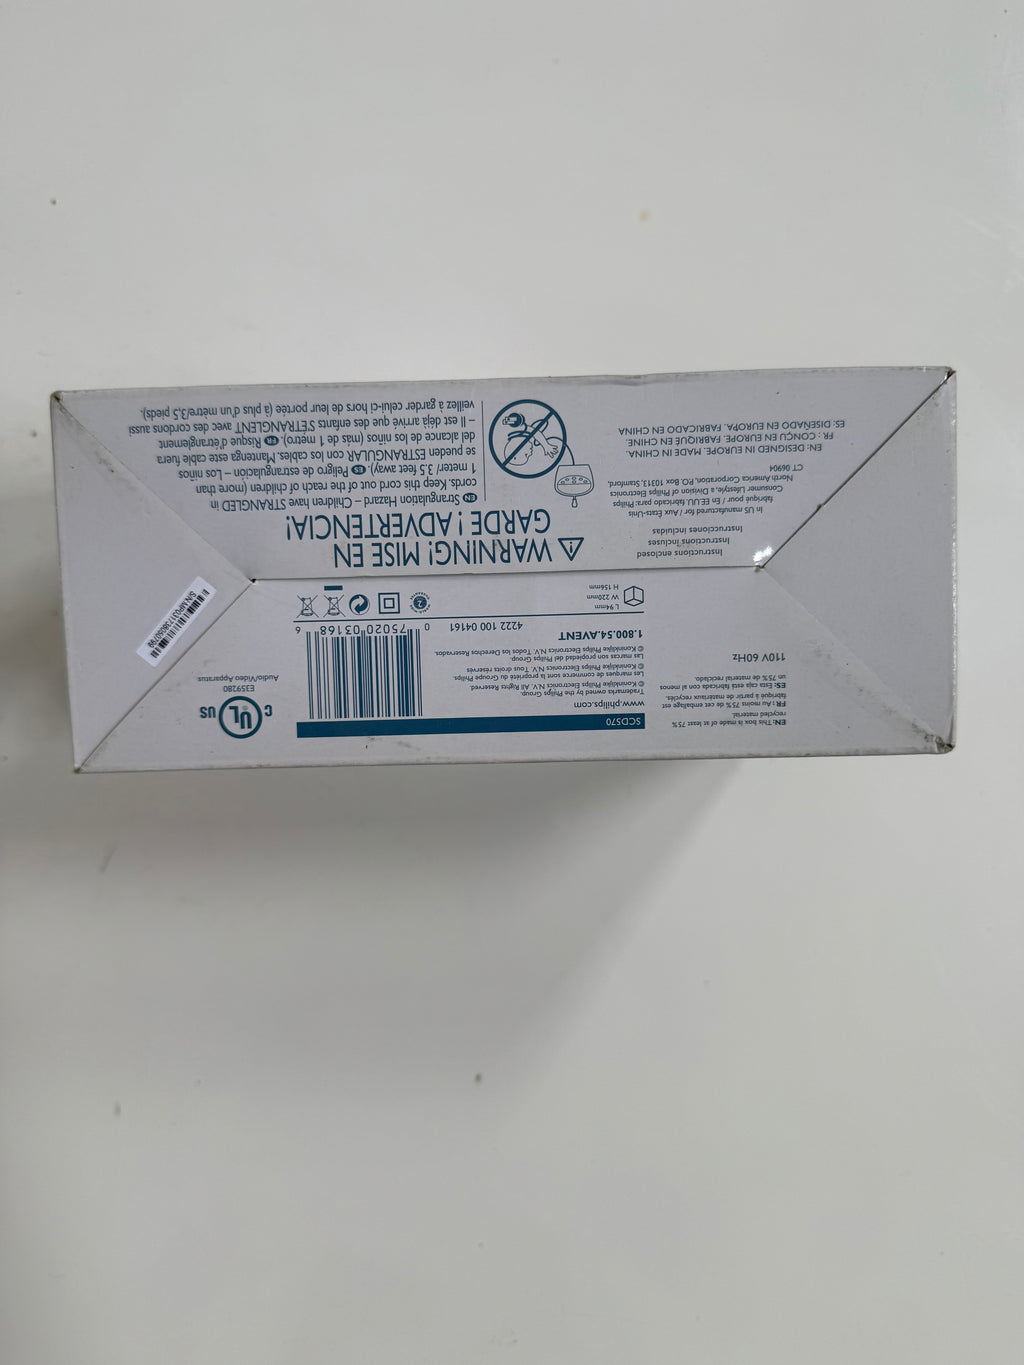 SCD570
www.philips.com
Trademarks owned by the Philips Group.
© Koninklijke Philips Electronics N.V. All Rights Reserved.
Les marques de commerce sont la propriété du groupe Philips.
© Koninklijke Philips Electronics N.V. Tous droits réservés
Las marcas son propiedad del Philips Group.
© Koninklijke Philips Electronics N.V. Todos los Derechos Reservados.
1.800.54.AVENT
4222 100 04161
L 94mm
W 220mm
H 156mm
EN: This box is made of at least 75%
recycled material.
FR : Au moins 75% de cet emballage est
fabriqué à partir de matériaux recyclés.
ES: Esta caja está fabricada con al menos
un 75 % de material reciclado.
110V 60Hz
0 75020 03168 6
C UL US
E359280
Audio/Video Apparatus
WARNING! MISE EN
GARDE ! ¡ADVERTENCIA!
EN Strangulation Hazard – Children have STRANGLED in
cords. Keep this cord out of the reach of children (more than
1 meter/ 3.5 feet away). ES Peligro de estrangulación – Los niños
se pueden ESTRANGULAR con los cables. Mantenga este cable fuera
del alcance de los niños (más de 1 metro). FR Risque d'étranglement
– Il est déjà arrivé que des enfants S'ÉTRANGLENT avec des cordons aussi
veillez à garder celui-ci hors de leur portée (à plus d'un mètre/3,5 pieds).
Instructions enclosed
Instructions incluses
Instrucciones incluidas
In US manufactured for / Aux États-Unis
fabriqué pour / En EE.UU. fabricado para: Philips
Consumer Lifestyle, a Division of Philips Electronics
North America Corporation, P.O. Box 10313, Stamford,
CT 06904
EN: DESIGNED IN EUROPE. MADE IN CHINA.
FR : CONÇU EN EUROPE. FABRIQUÉ EN CHINE.
ES: DISEÑADO EN EUROPA. FABRICADO EN CHINA